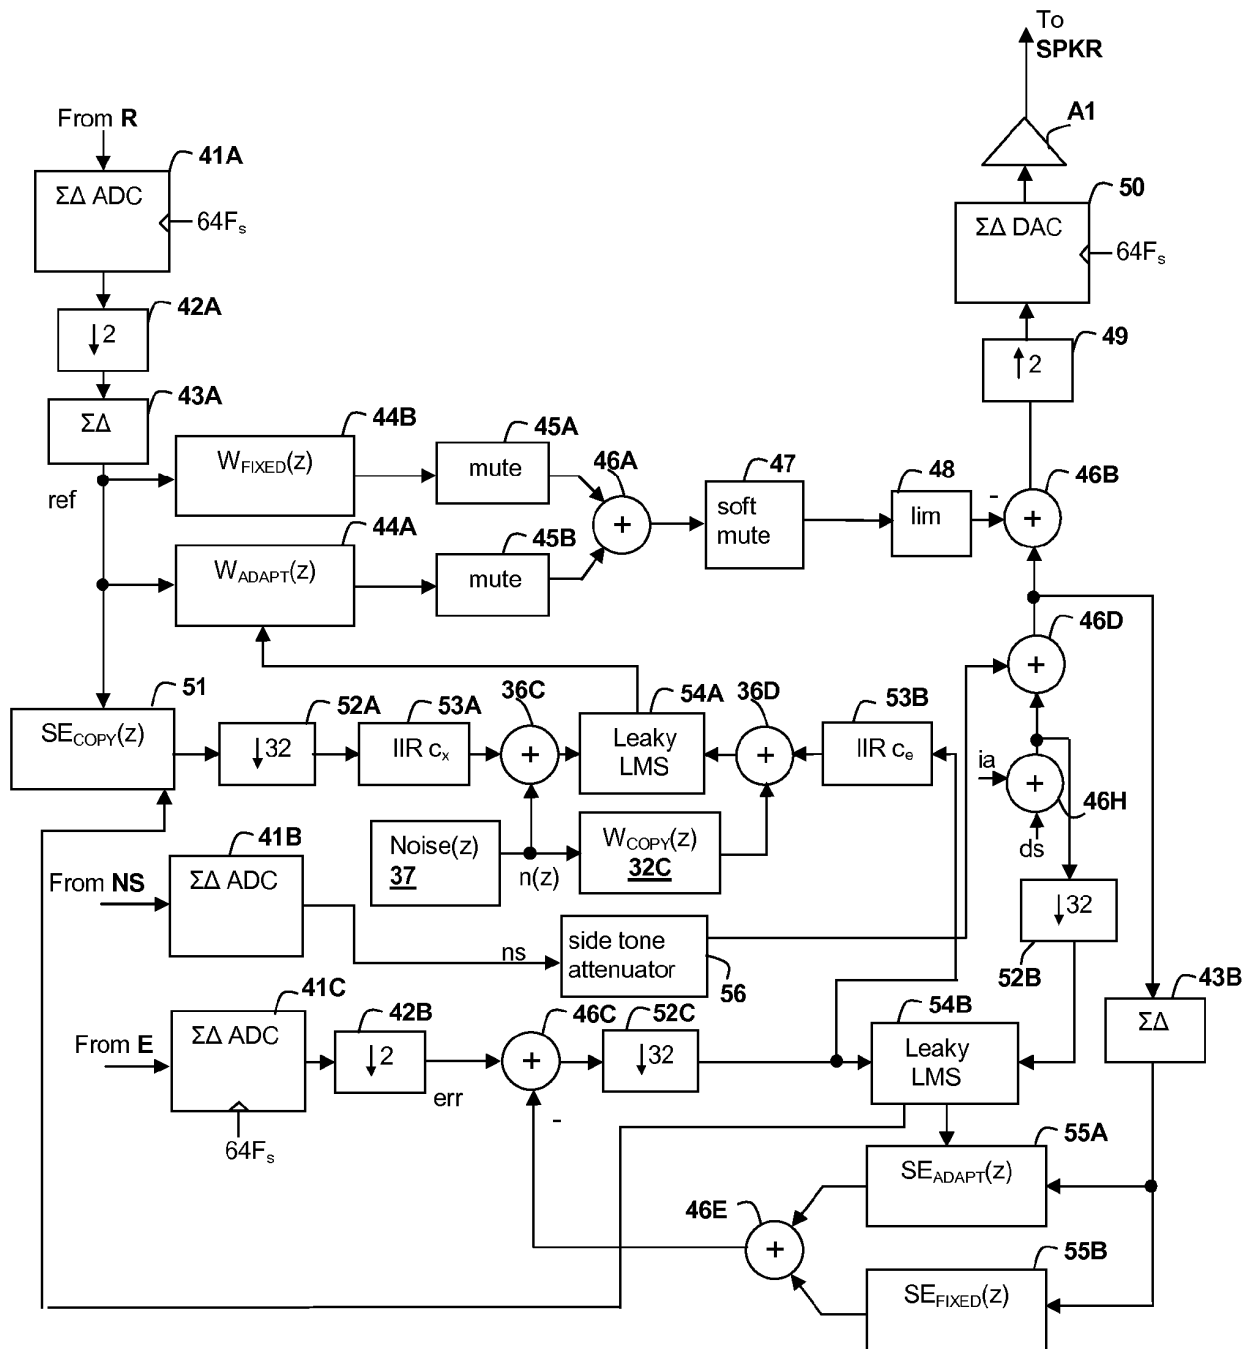 To
SPKR
A1
From R
41A
ΣΔ ADC
64Fs
50
ΣΔ DAC
64Fs
42A
↓2
49
↑2
43A
ΣΔ
ref
44B
WFIXED(z)
45A
mute
46A
+
47
soft
mute
48
lim
-
46B
+
44A
WADAPT(z)
45B
mute
46D
+
51
SECOPY(z)
52A
↓32
53A
IIR cx
36C
+
54A
Leaky
LMS
36D
+
53B
IIR ce
ia
+
46H
ds
Noise(z)
37
n(z)
WCOPY(z)
32C
41B
From NS
ΣΔ ADC
ns
side tone
attenuator
56
↓32
52B
43B
ΣΔ
41C
From E
ΣΔ ADC
64Fs
42B
↓2
err
46C
+
-
52C
↓32
54B
Leaky
LMS
55A
SEADAPT(z)
46E
+
55B
SEFIXED(z)